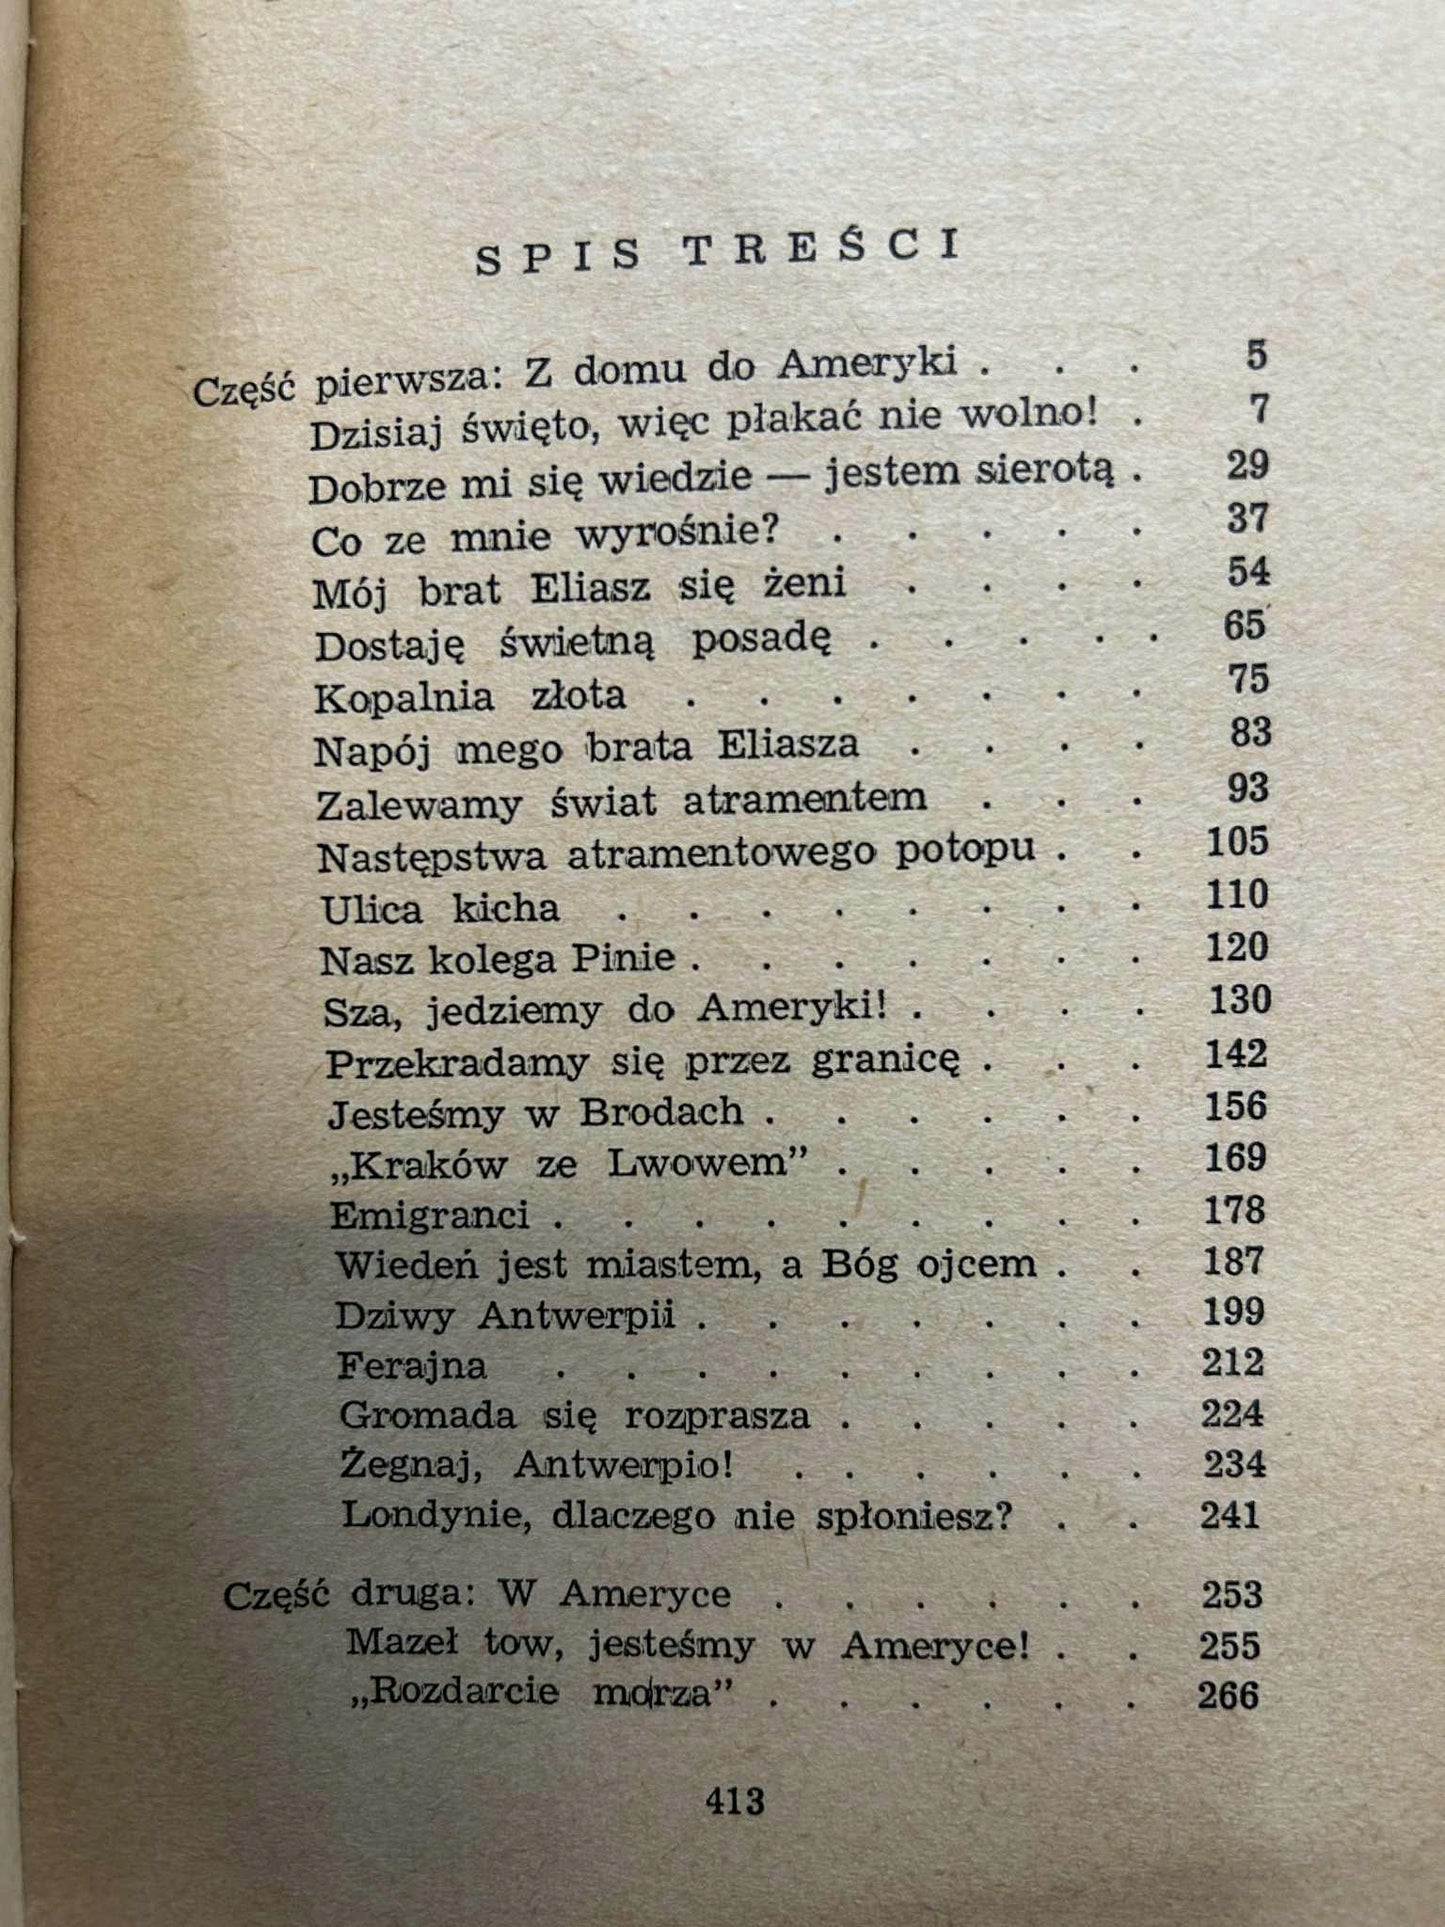 SPIS TREŚCI
Część pierwsza: Z domu do Ameryki . . . 5
Dzisiaj święto, więc płakać nie wolno! . 7
Dobrze mi się wiedzie — jestem sierotą . 29
Co ze mnie wyrośnie? . . . . . 37
Mój brat Eliasz się żeni . . . . 54
Dostaję świetną posadę . . . . . 65
Kopalnia złota . . . . . . . 75
Napój mego brata Eliasza . . . . 83
Zalewamy świat atramentem . . . 93
Następstwa atramentowego potopu . . 105
Ulica kicha . . . . . . . . 110
Nasz kolega Pinie . . . . . . . 120
Sza, jedziemy do Ameryki! . . . . 130
Przekradamy się przez granicę . . . 142
Jesteśmy w Brodach . . . . . . 156
„Kraków ze Lwowem” . . . . . 169
Emigranci . . . . . . . . . 178
Wiedeń jest miastem, a Bóg ojcem . . 187
Dziwy Antwerpii . . . . . . . 199
Ferajna . . . . . . . . . 212
Gromada się rozprasza . . . . . 224
Żegnaj, Antwerpio! . . . . . . 234
Londynie, dlaczego nie spłoniesz? . . 241
Część druga: W Ameryce . . . . . . 253
Mazeł tow, jesteśmy w Ameryce! . . 255
„Rozdarcie morza” . . . . . . 266
413